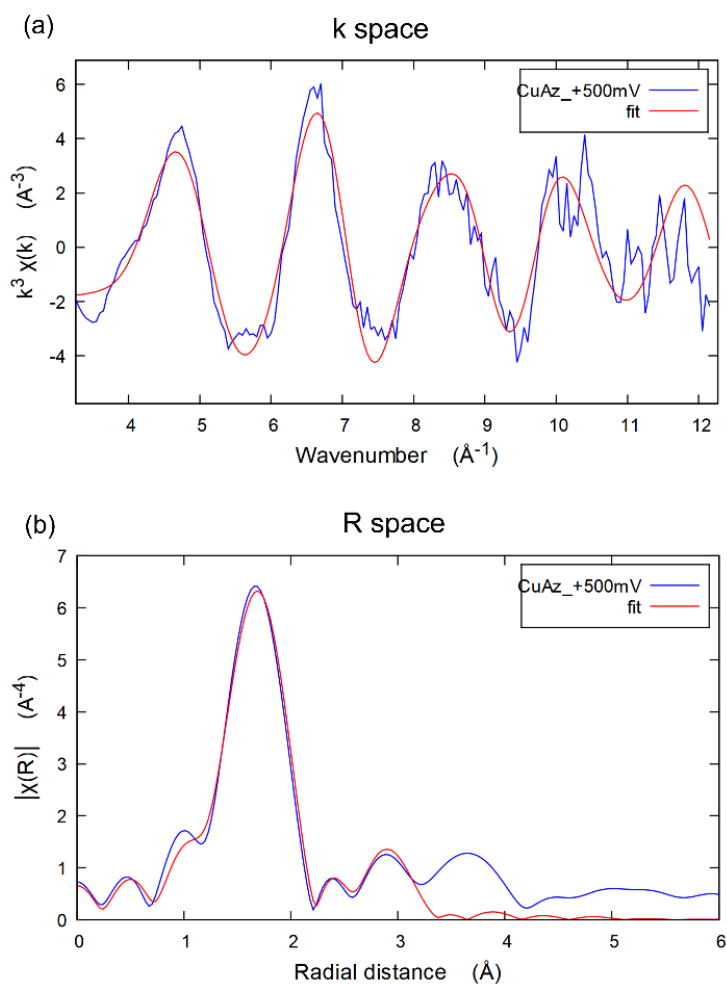 (a) k space
k³ χ(k) (A⁻³)
6
4
2
0
-2
-4
CuAz_+500mV
fit
4 5 6 7 8 9 10 11 12
Wavenumber (Å⁻¹)
(b) R space
|χ(R)| (A⁻⁴)
7
6
5
4
3
2
1
0
CuAz_+500mV
fit
0 1 2 3 4 5 6
Radial distance (Å)